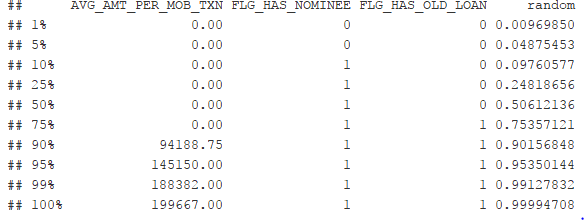 ## AVG_AMT_PER_MOB_TXN FLG_HAS_NOMINEE FLG_HAS_OLD_LOAN random
## 1% 0.00 0 0 0.00969850
## 5% 0.00 0 0 0.04875453
## 10% 0.00 1 0 0.09760577
## 25% 0.00 1 0 0.24818656
## 50% 0.00 1 0 0.50612136
## 75% 0.00 1 1 0.75357121
## 90% 94188.75 1 1 0.90156848
## 95% 145150.00 1 1 0.95350144
## 99% 188382.00 1 1 0.99127832
## 100% 199667.00 1 1 0.99994708
.